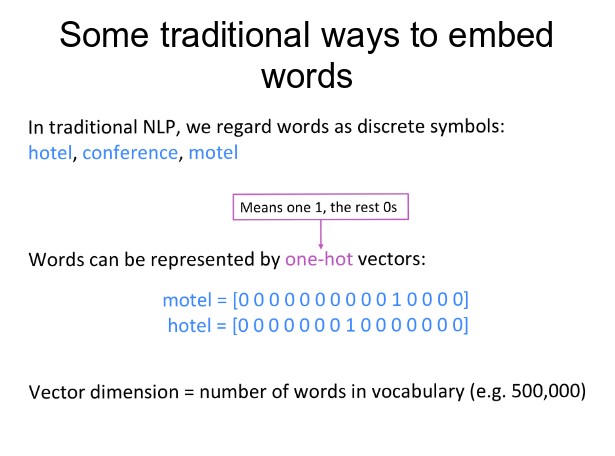 Some traditional ways to embed
words
In traditional NLP, we regard words as discrete symbols:
hotel, conference, motel
Means one 1, the rest 0s
Words can be represented by one-hot vectors:
motel = [0 0 0 0 0 0 0 0 0 0 1 0 0 0 0]
hotel = [0 0 0 0 0 0 0 1 0 0 0 0 0 0 0]
Vector dimension = number of words in vocabulary (e.g. 500,000)